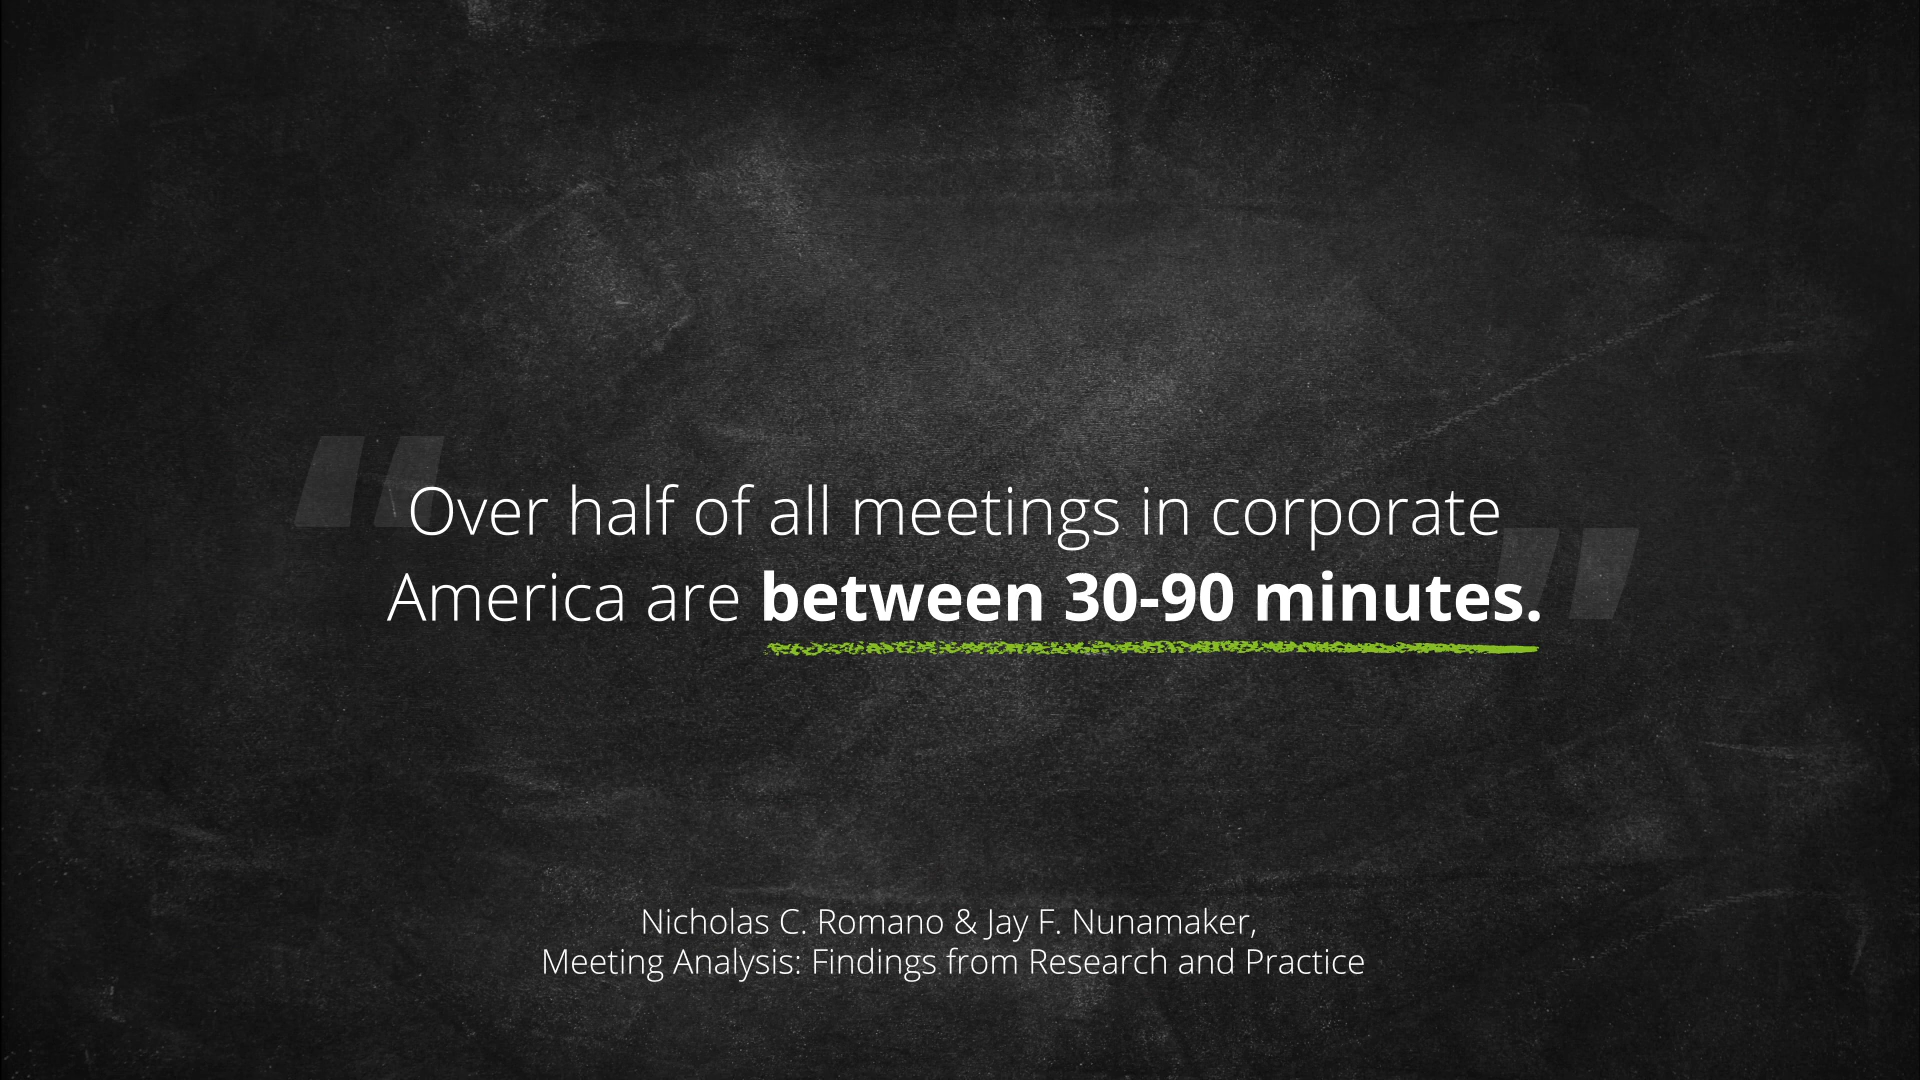 “Over half of all meetings in corporate
America are between 30-90 minutes.”
Nicholas C. Romano & Jay F. Nunamaker,
Meeting Analysis: Findings from Research and Practice